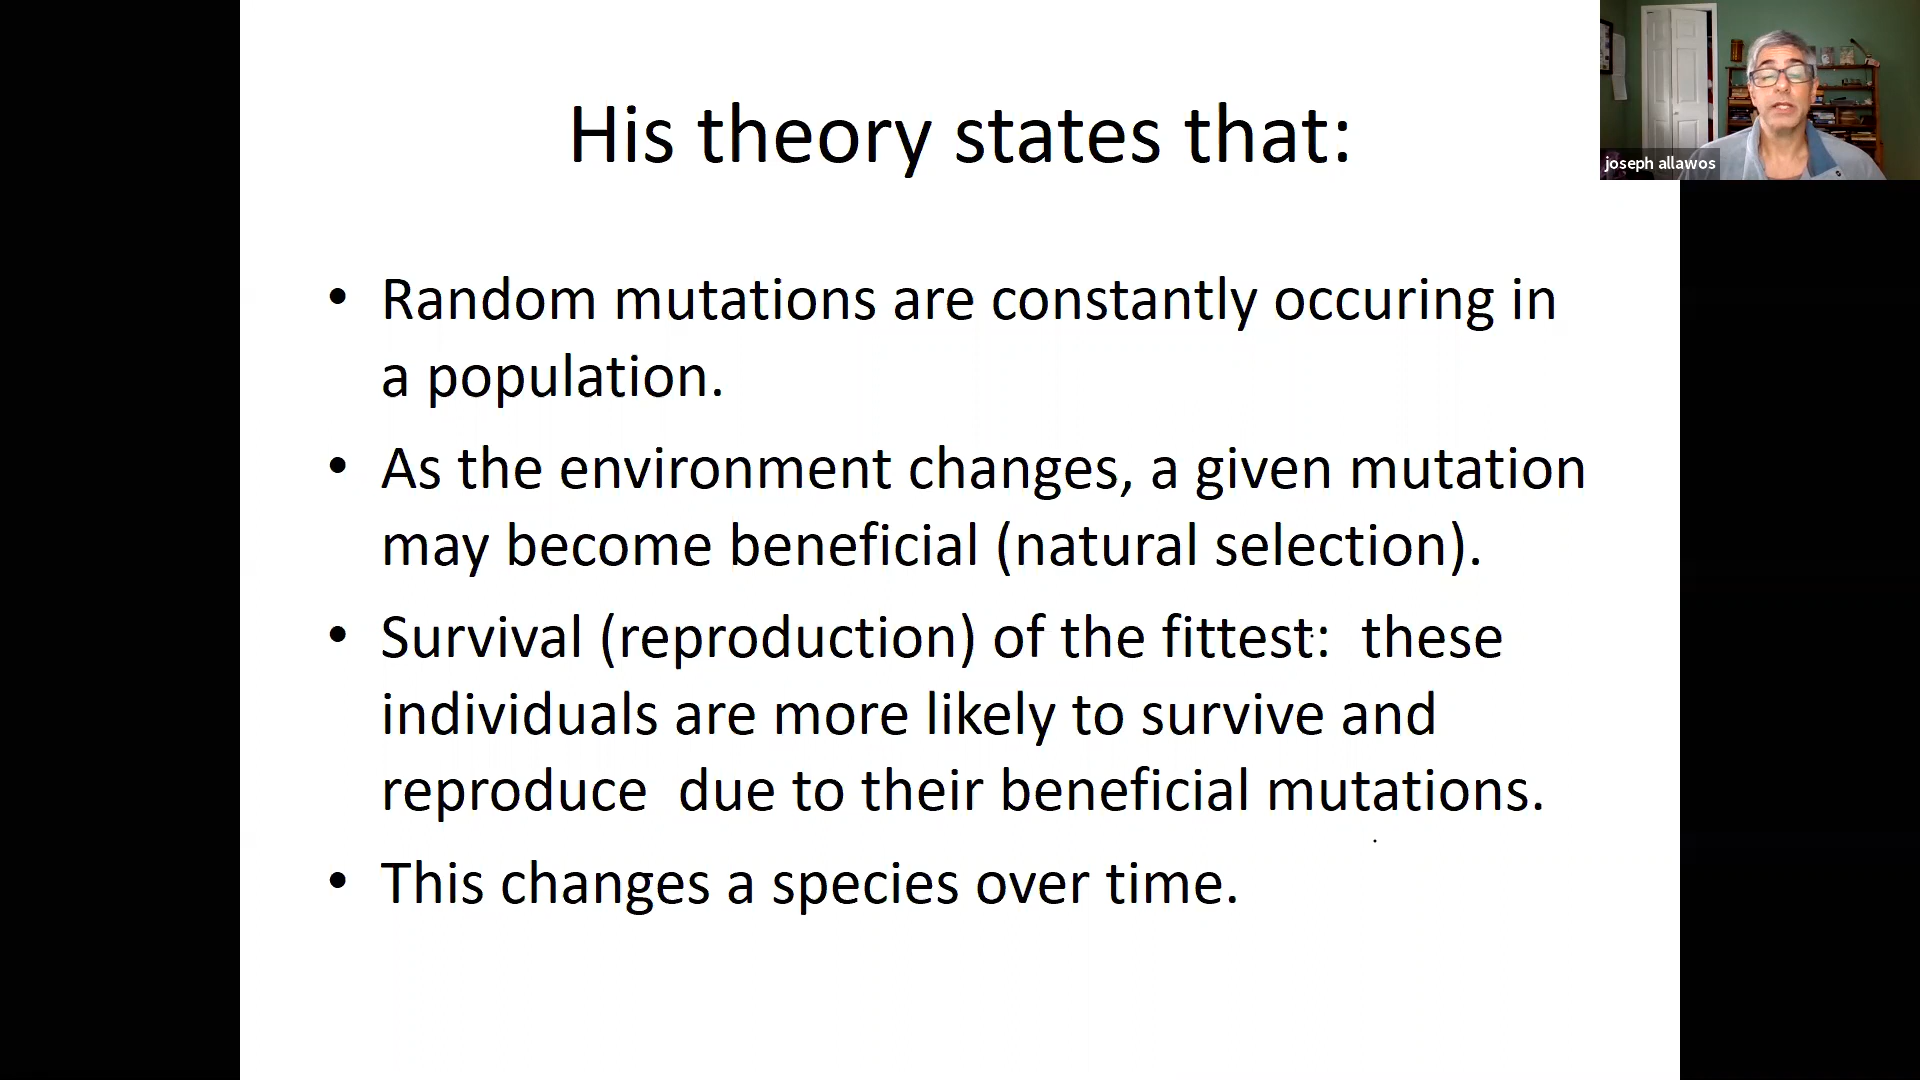 His theory states that:
joseph allawos
• Random mutations are constantly occuring in
a population.
• As the environment changes, a given mutation
may become beneficial (natural selection).
• Survival (reproduction) of the fittest:  these
individuals are more likely to survive and
reproduce  due to their beneficial mutations.
• This changes a species over time.